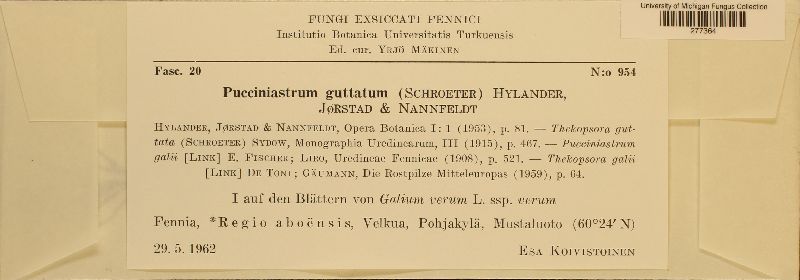 University of Michigan Fungus Collection
277364
FUNGI EXSICCATI FENNICI
Institutio Botanica Universitatis Turkuensis
Ed. cur. YRJÖ MÄKINEN
Fasc. 20 N:o 954
Pucciniastrum guttatum (SCHROETER) HYLANDER,
JØRSTAD & NANNFELDT
HYLANDER, JØRSTAD & NANNFELDT, Opera Botanica I: 1 (1953), p. 81. — Thekopsora gut-
tata (SCHROETER) SYDOW, Monographia Uredinearum, III (1915), p. 467. — Pucciniastrum
galii [LINK] E. FISCHER; LIRO, Uredineae Fennicae (1908), p. 521. — Thekopsora galii
[LINK] DE TONI; GÄUMANN, Die Rostpilze Mitteleuropas (1959), p. 64.
I auf den Blättern von Galium verum L. ssp. verum
Fennia, *Regio aboënsis, Velkua, Pohjakylä, Mustaluoto (60°24′ N)
29. 5. 1962 ESA KOIVISTOINEN